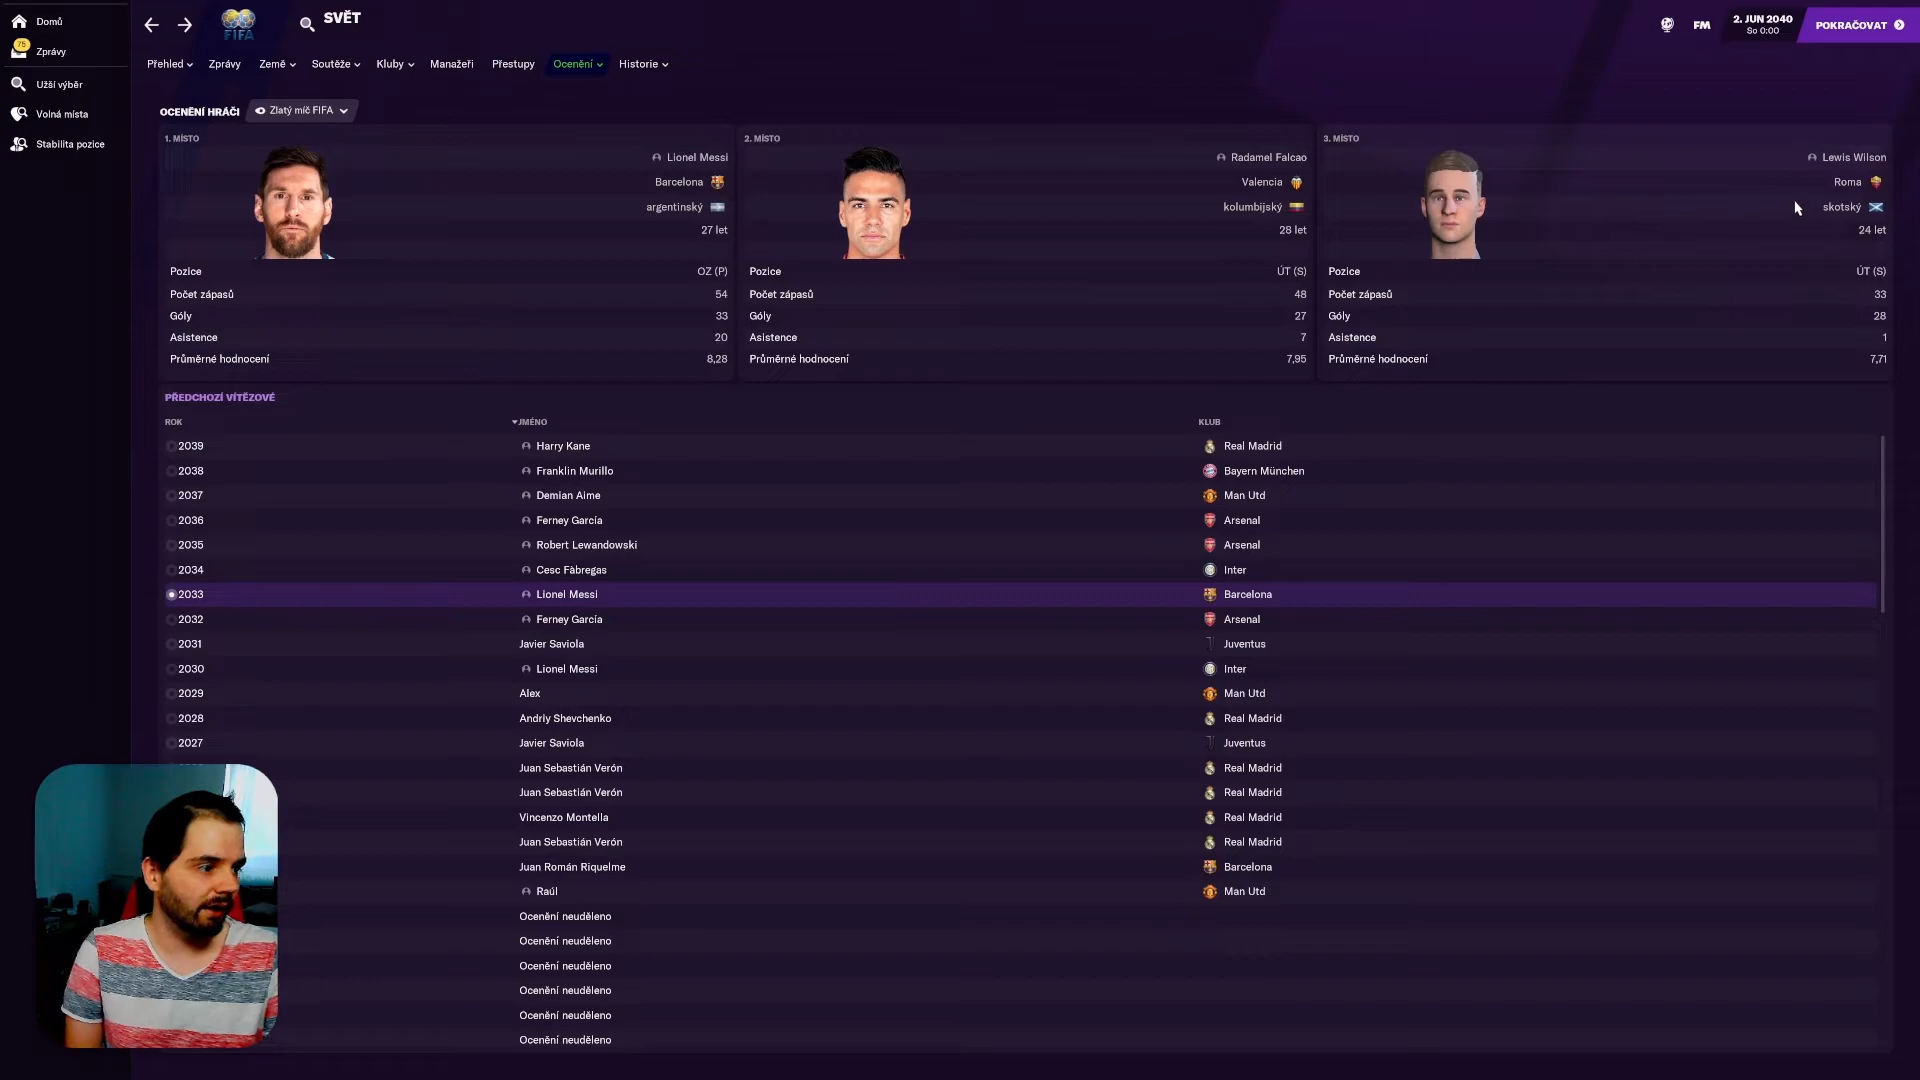 Domů
75
Zprávy
Užší výběr
Volná místa
Stabilita pozice
FIFA
SVĚT
FM
2. JUN 2040
So 0:00
POKRAČOVAT
Přehled
Zprávy
Země
Soutěže
Kluby
Manažeři
Přestupy
Ocenění
Historie
OCENĚNÍ HRÁČI
Zlatý míč FIFA
1. MÍSTO
Lionel Messi
Barcelona
argentinský
27 let
Pozice OZ (P)
Počet zápasů 54
Góly 33
Asistence 20
Průměrné hodnocení 8,28
2. MÍSTO
Radamel Falcao
Valencia
kolumbijský
28 let
Pozice ÚT (S)
Počet zápasů 48
Góly 27
Asistence 7
Průměrné hodnocení 7,95
3. MÍSTO
Lewis Wilson
Roma
skotský
24 let
Pozice ÚT (S)
Počet zápasů 33
Góly 28
Asistence 1
Průměrné hodnocení 7,71
PŘEDCHOZÍ VÍTĚZOVÉ
ROK JMÉNO KLUB
2039 Harry Kane Real Madrid
2038 Franklin Murillo Bayern München
2037 Demian Aime Man Utd
2036 Ferney García Arsenal
2035 Robert Lewandowski Arsenal
2034 Cesc Fàbregas Inter
2033 Lionel Messi Barcelona
2032 Ferney García Arsenal
2031 Javier Saviola Juventus
2030 Lionel Messi Inter
2029 Alex Man Utd
2028 Andriy Shevchenko Real Madrid
2027 Javier Saviola Juventus
Juan Sebastián Verón Real Madrid
Juan Sebastián Verón Real Madrid
Vincenzo Montella Real Madrid
Juan Sebastián Verón Real Madrid
Juan Román Riquelme Barcelona
Raúl Man Utd
Ocenění neuděleno
Ocenění neuděleno
Ocenění neuděleno
Ocenění neuděleno
Ocenění neuděleno
Ocenění neuděleno